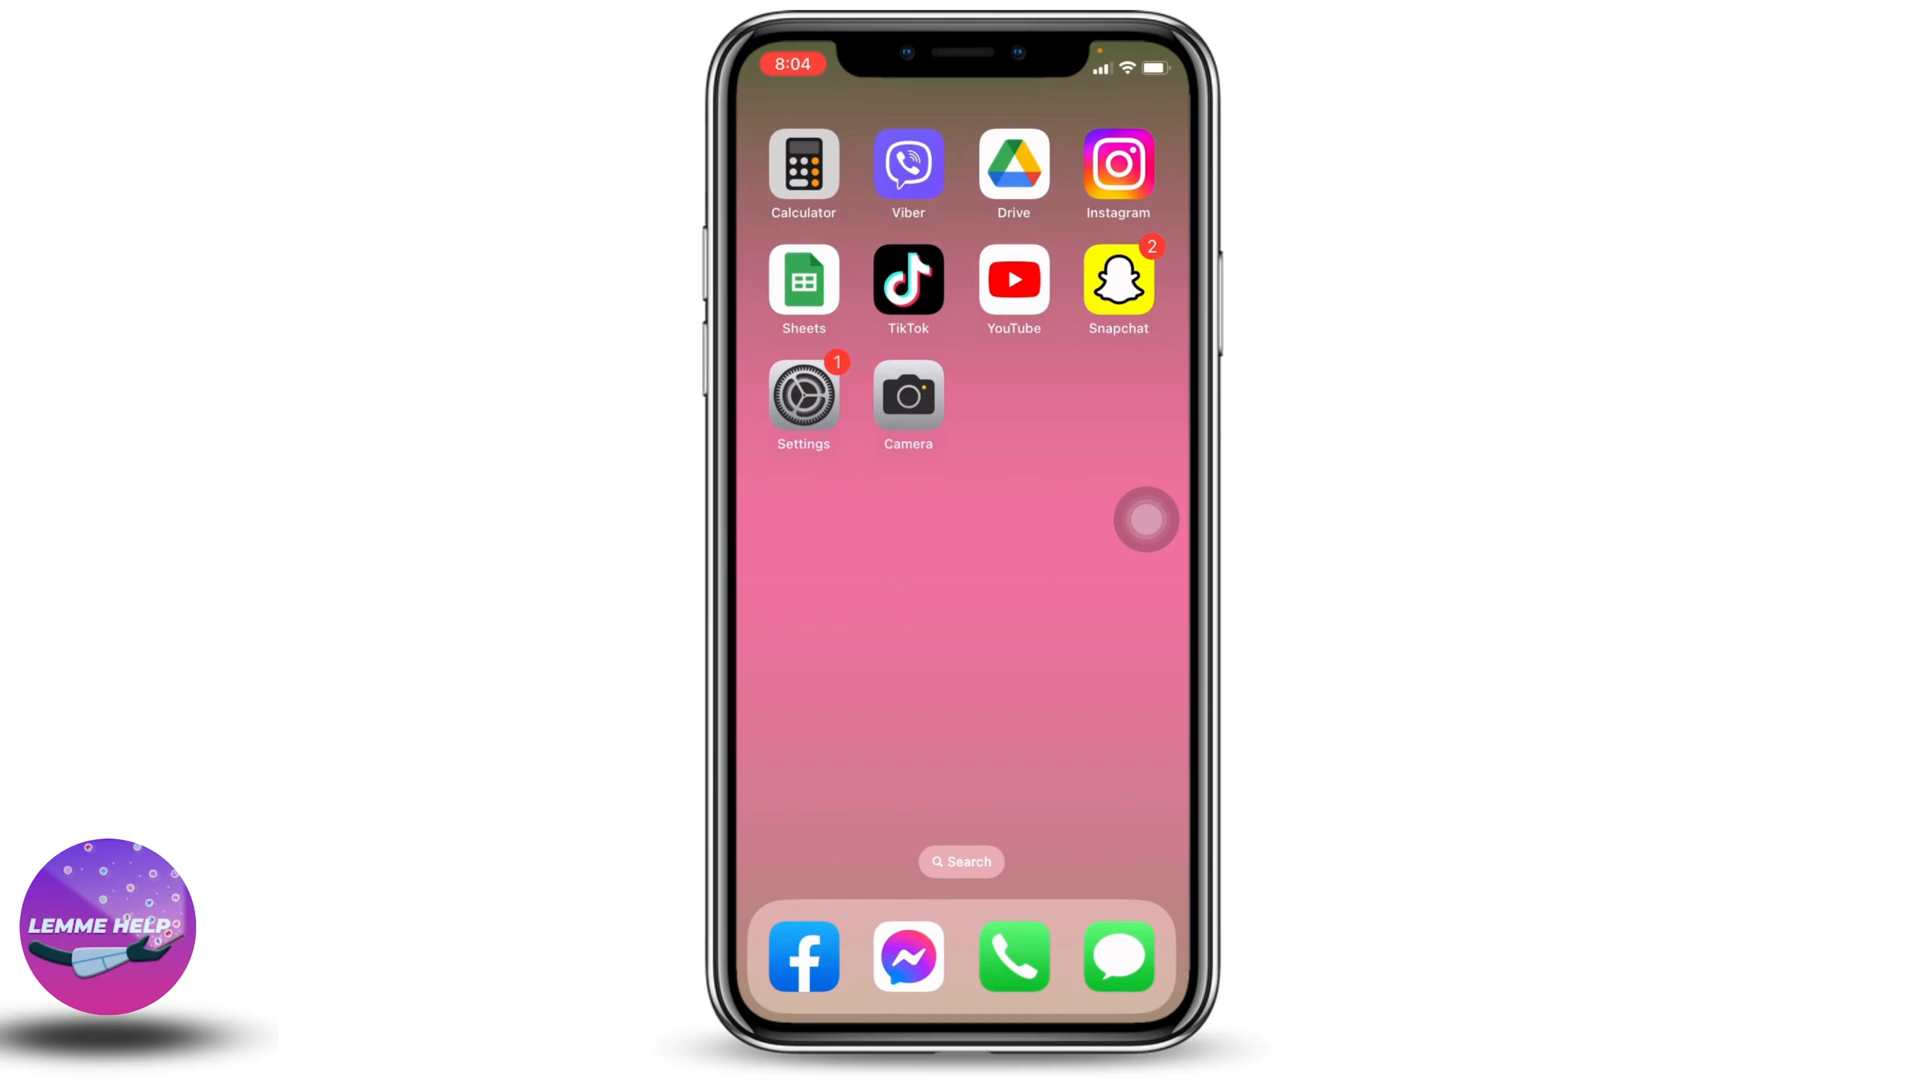 8:04
Calculator Viber Drive Instagram
2
Sheets TikTok YouTube Snapchat
1
Settings Camera
Search
LEMME HELP